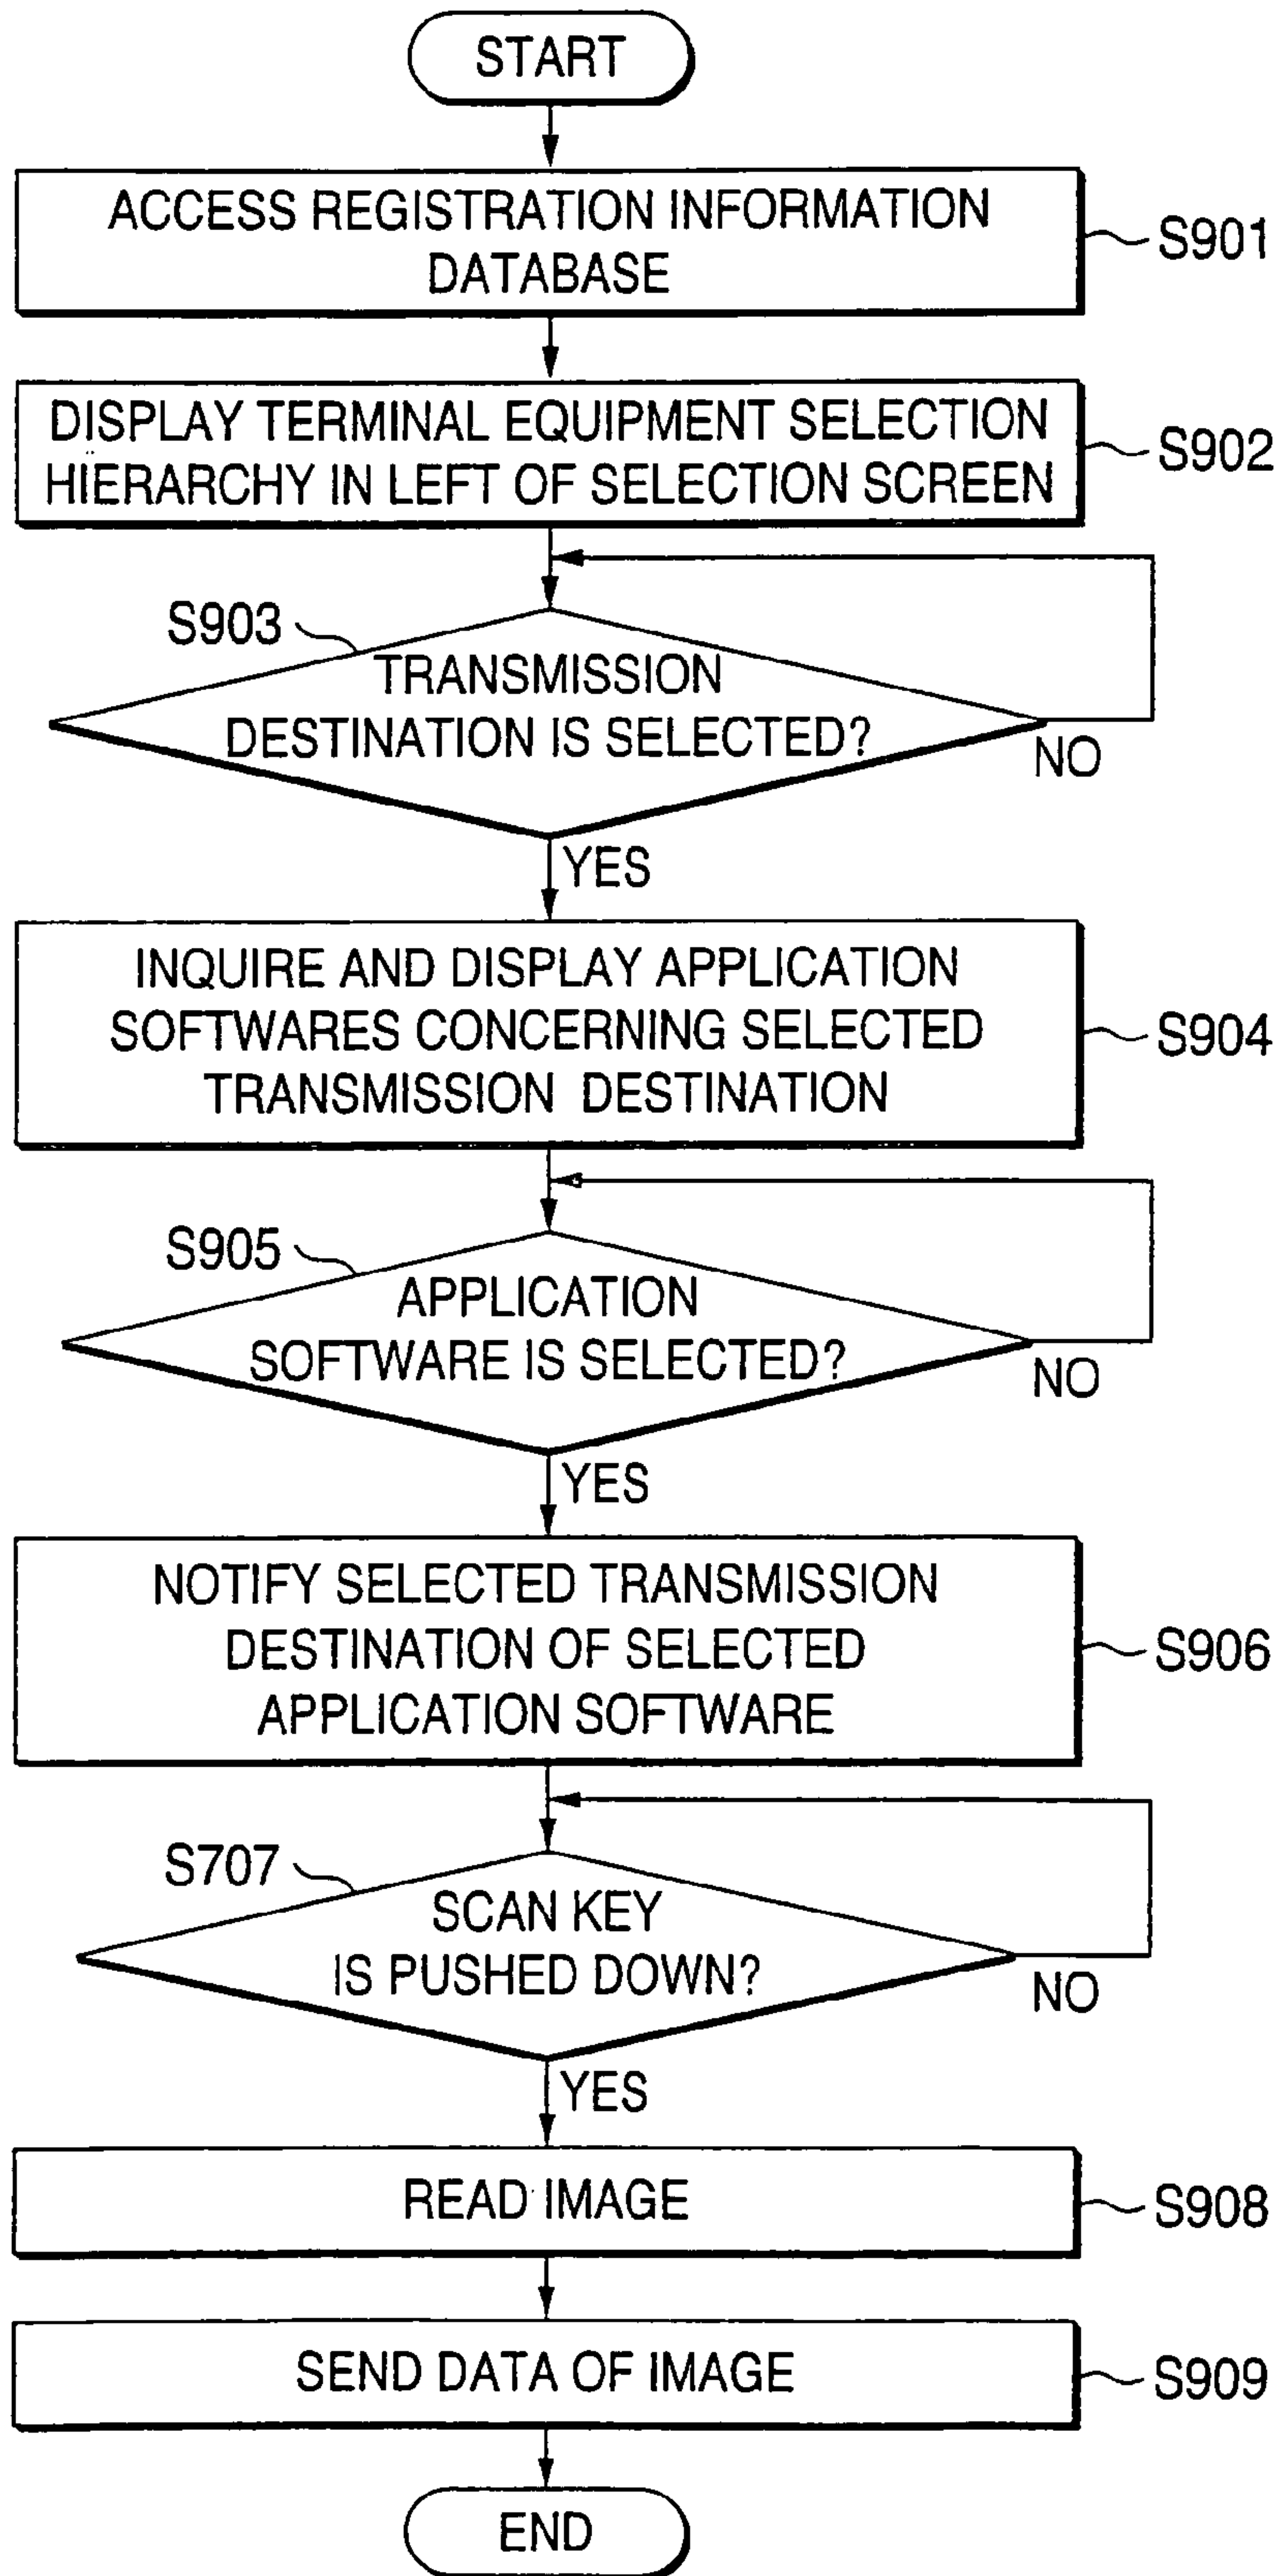 START
ACCESS REGISTRATION INFORMATION
DATABASE
S901
DISPLAY TERMINAL EQUIPMENT SELECTION
HIERARCHY IN LEFT OF SELECTION SCREEN
S902
S903
TRANSMISSION
DESTINATION IS SELECTED?
NO
YES
INQUIRE AND DISPLAY APPLICATION
SOFTWARES CONCERNING SELECTED
TRANSMISSION DESTINATION
S904
S905
APPLICATION
SOFTWARE IS SELECTED?
NO
YES
NOTIFY SELECTED TRANSMISSION
DESTINATION OF SELECTED
APPLICATION SOFTWARE
S906
S707
SCAN KEY
IS PUSHED DOWN?
NO
YES
READ IMAGE
S908
SEND DATA OF IMAGE
S909
END